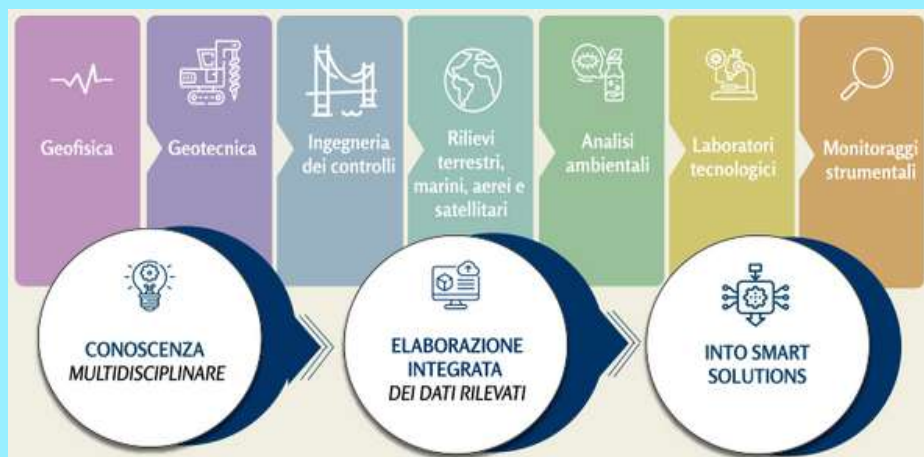 Geofisica
Geotecnica
Ingegneria
dei controlli
Rilievi
terrestri,
marini, aerei e
satellitari
Analisi
ambientali
Laboratori
tecnologici
Monitoraggi
strumentali
CONOSCENZA
MULTIDISCIPLINARE
ELABORAZIONE
INTEGRATA
DEI DATI RILEVATI
INTO SMART
SOLUTIONS